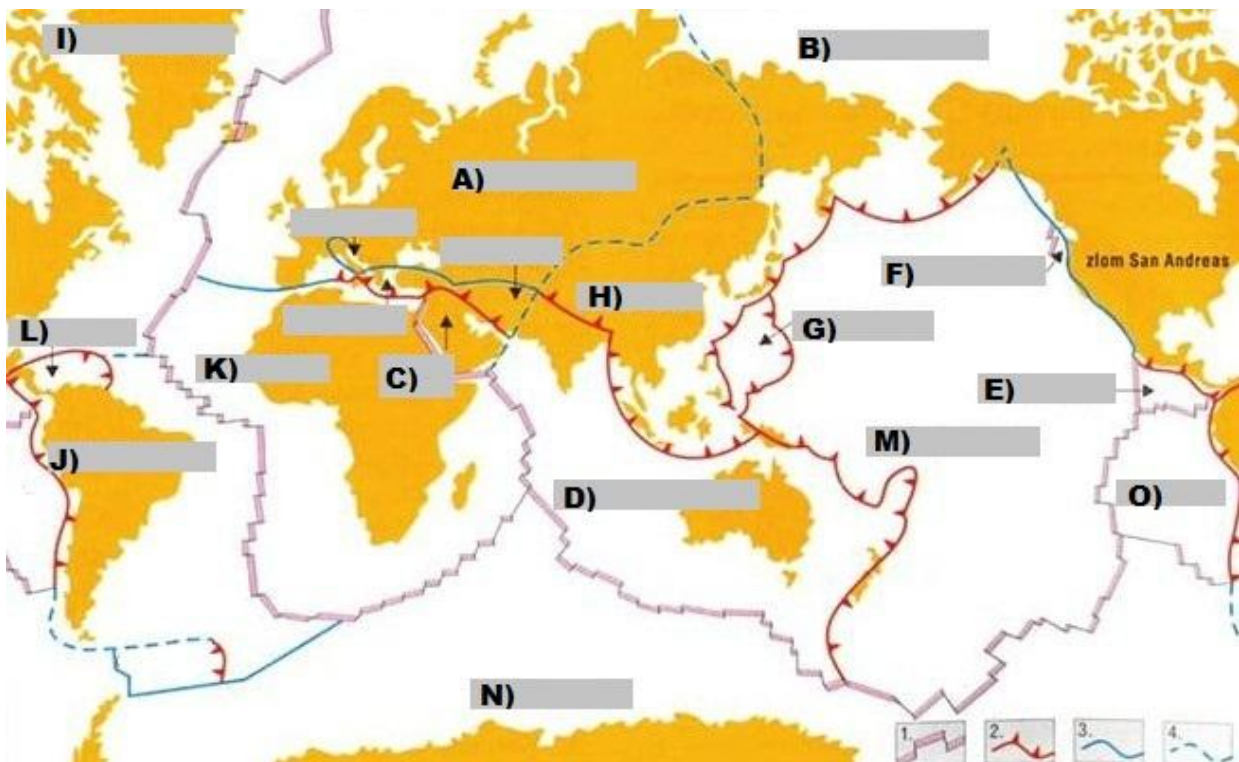 I)
B)
A)
F)
zlom San Andreas
H)
L)
G)
K)
C)
E)
J)
M)
D)
O)
N)
1.
2.
3.
4.